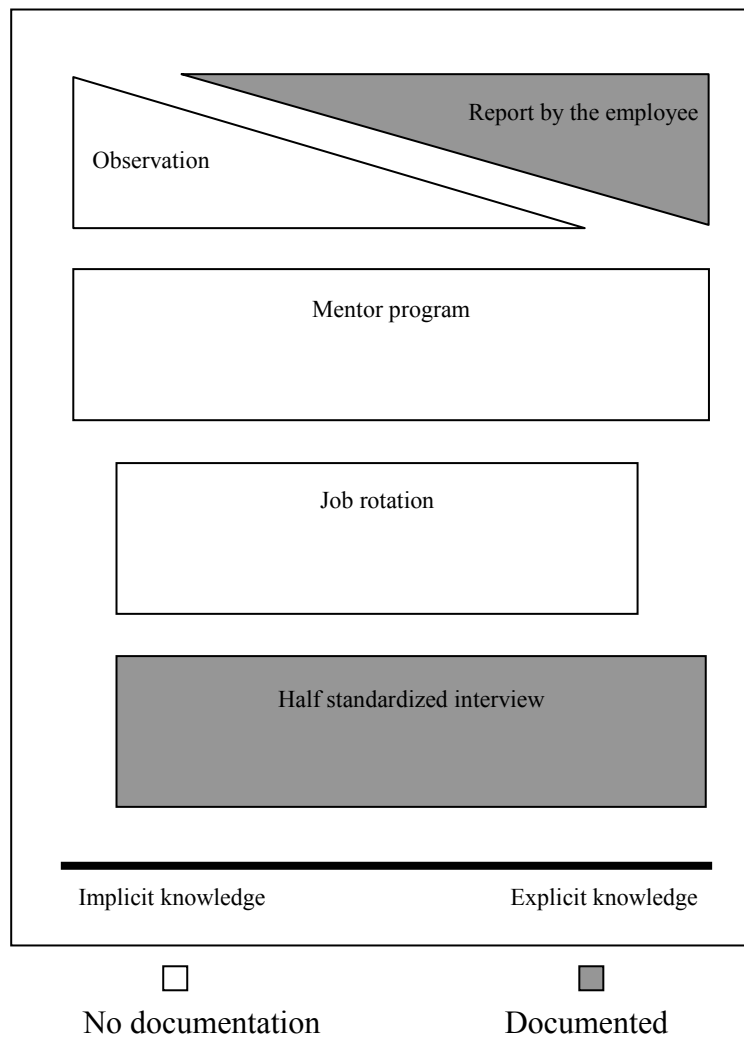 Report by the employee
Observation
Mentor program
Job rotation
Half standardized interview
Implicit knowledge
Explicit knowledge
No documentation
Documented